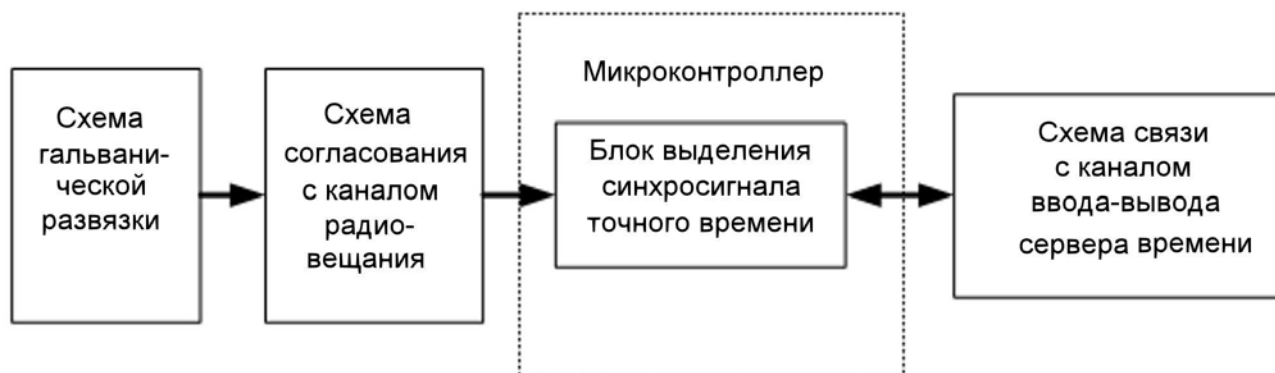 Схема
гальвани-
ческой
развязки
Схема
согласования
с каналом
радио-
вещания
Микроконтроллер
Блок выделения
синхросигнала
точного времени
Схема связи
с каналом
ввода-вывода
сервера времени